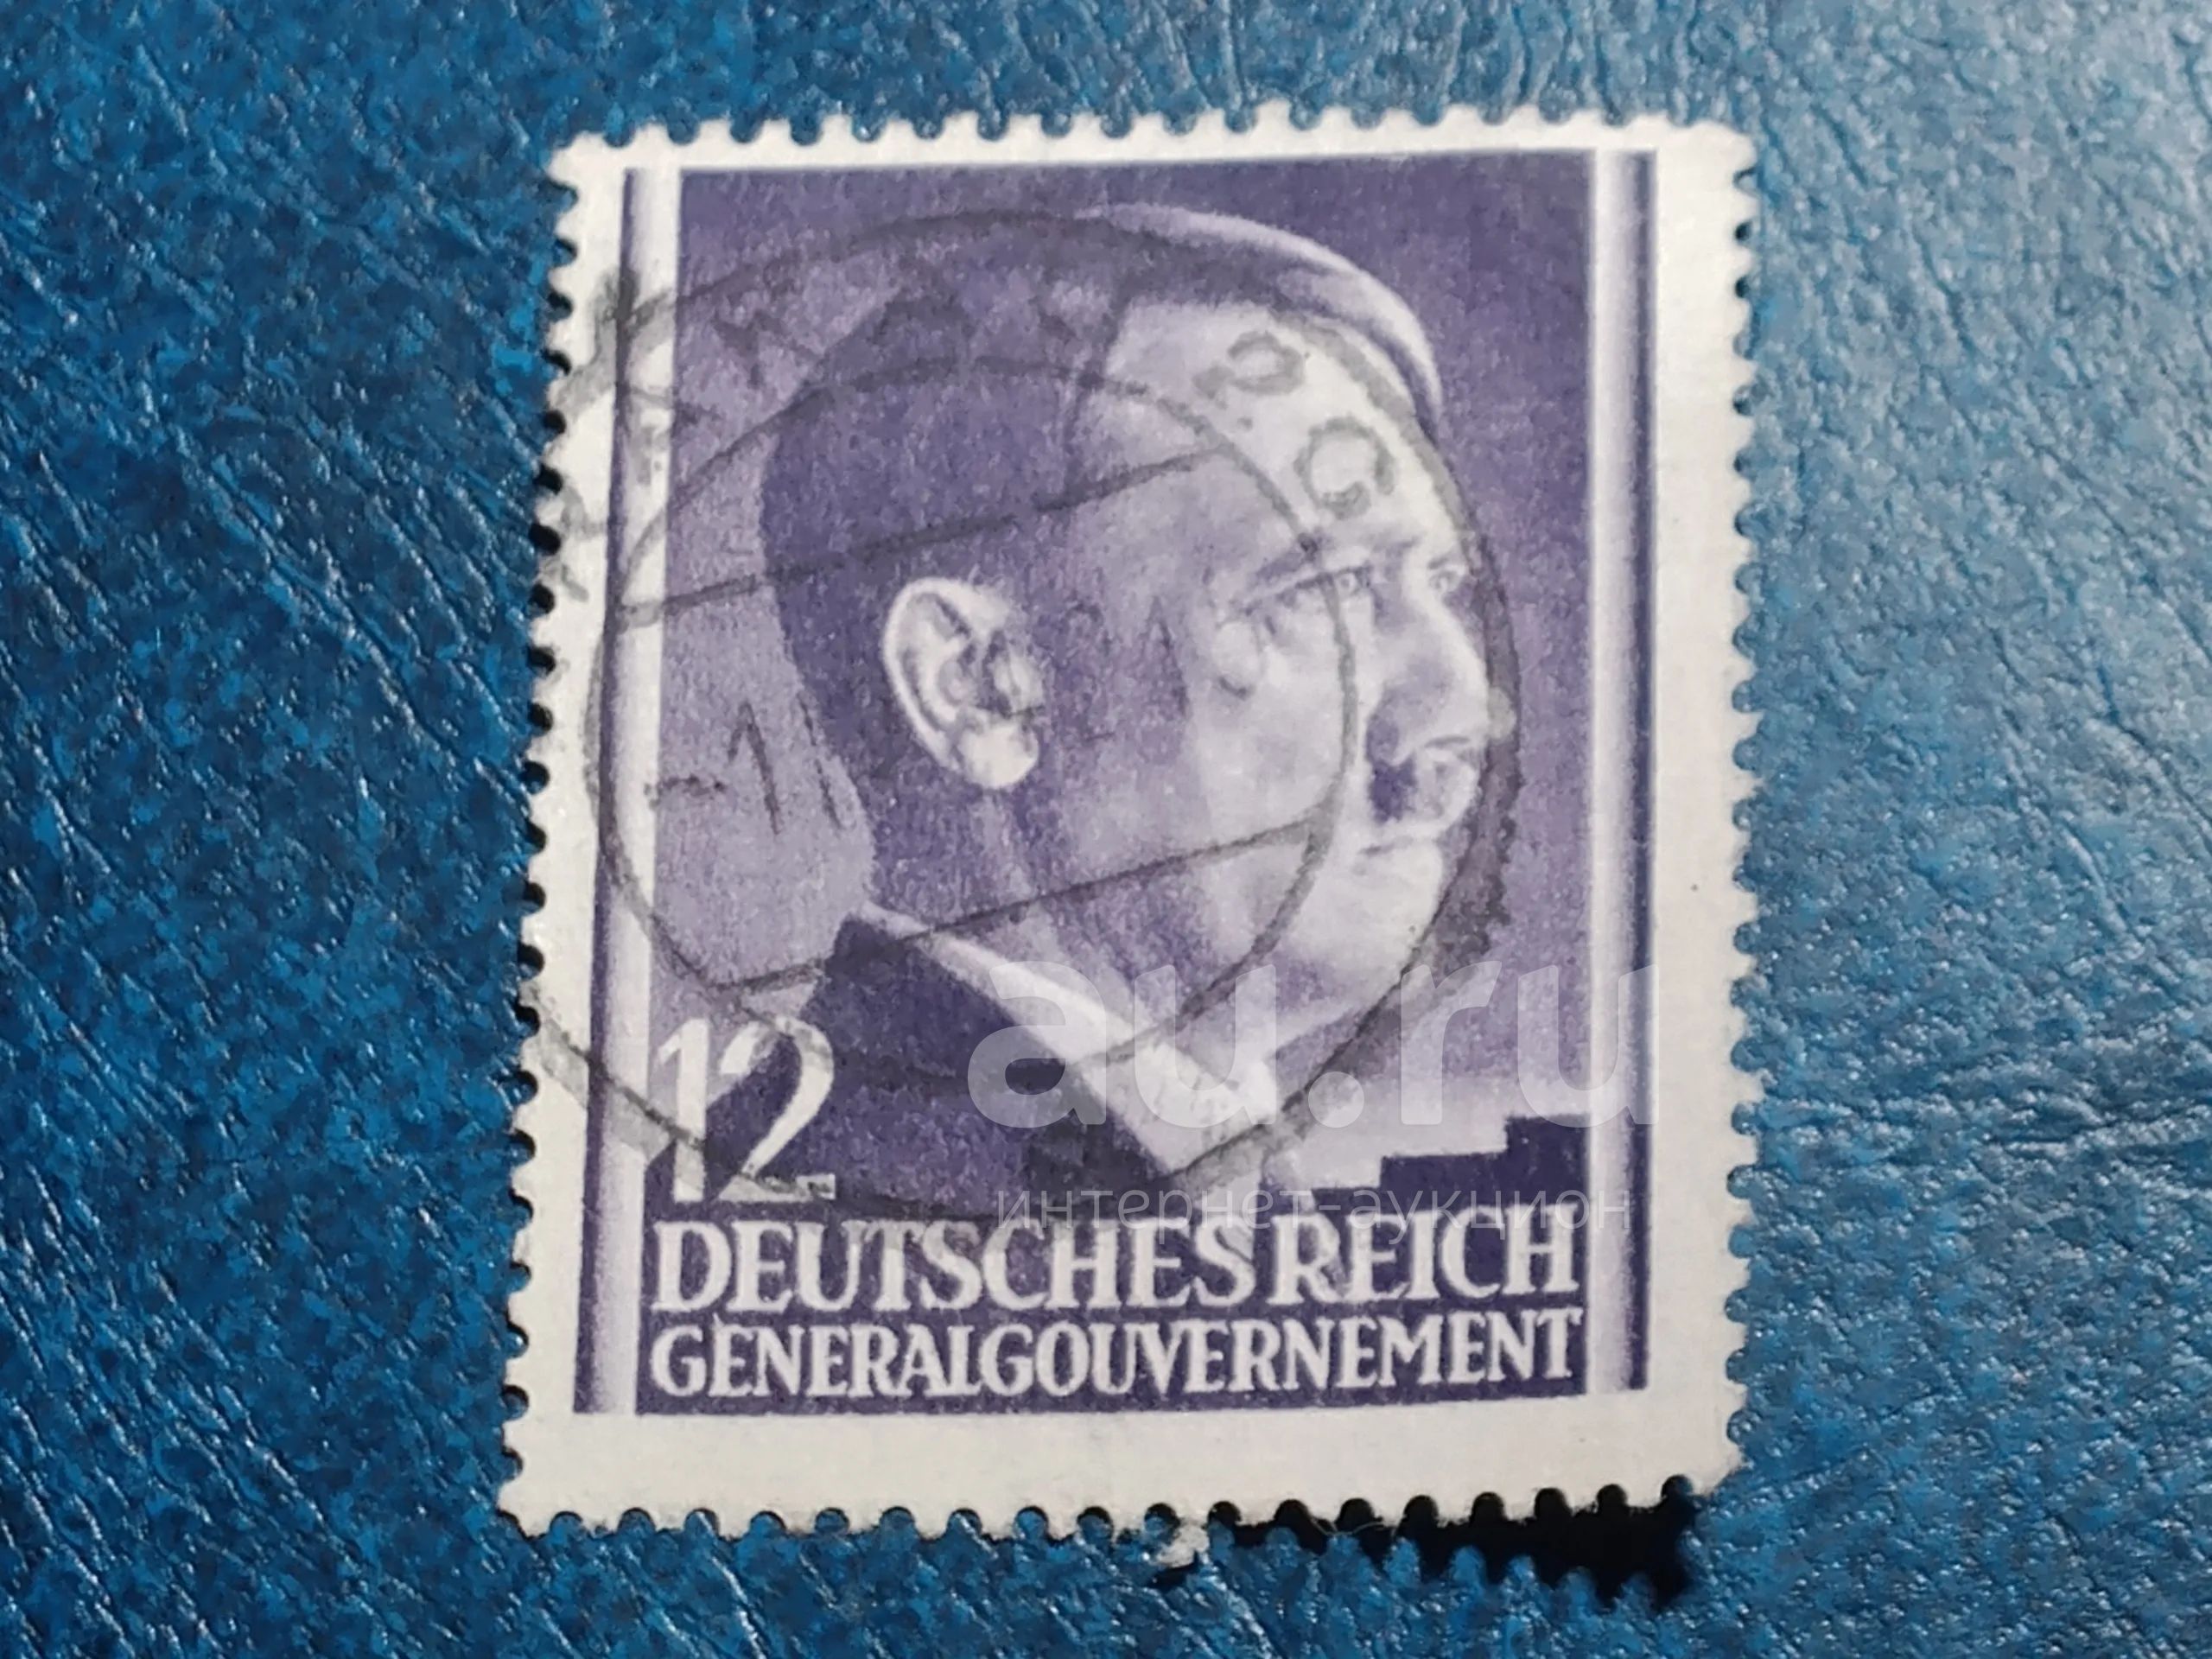 12
DEUTSCHES REICH
GENERALGOUVERNEMENT
au.ru
интернет-аукцион